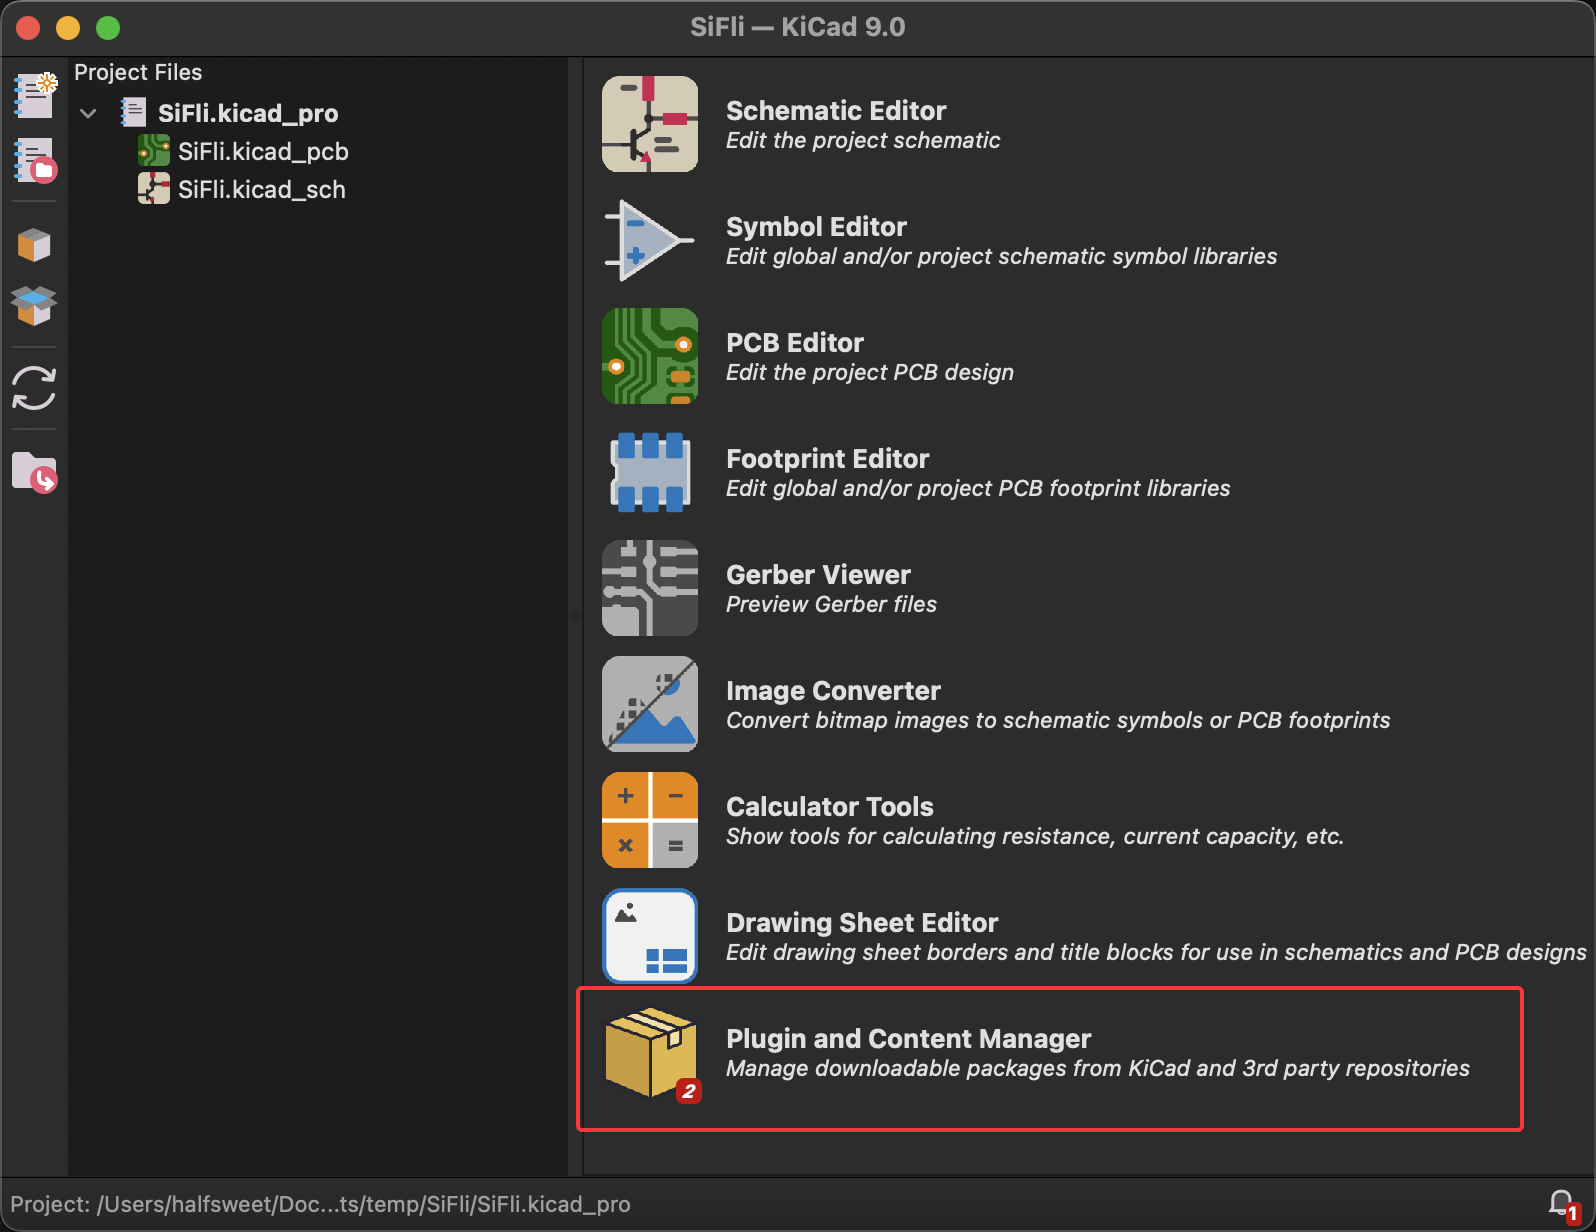 SiFli — KiCad 9.0
Project Files
SiFli.kicad_pro
SiFli.kicad_pcb
SiFli.kicad_sch
Schematic Editor
Edit the project schematic
Symbol Editor
Edit global and/or project schematic symbol libraries
PCB Editor
Edit the project PCB design
Footprint Editor
Edit global and/or project PCB footprint libraries
Gerber Viewer
Preview Gerber files
Image Converter
Convert bitmap images to schematic symbols or PCB footprints
Calculator Tools
Show tools for calculating resistance, current capacity, etc.
Drawing Sheet Editor
Edit drawing sheet borders and title blocks for use in schematics and PCB designs
Plugin and Content Manager
Manage downloadable packages from KiCad and 3rd party repositories
2
Project: /Users/halfsweet/Doc...ts/temp/SiFli/SiFli.kicad_pro
1